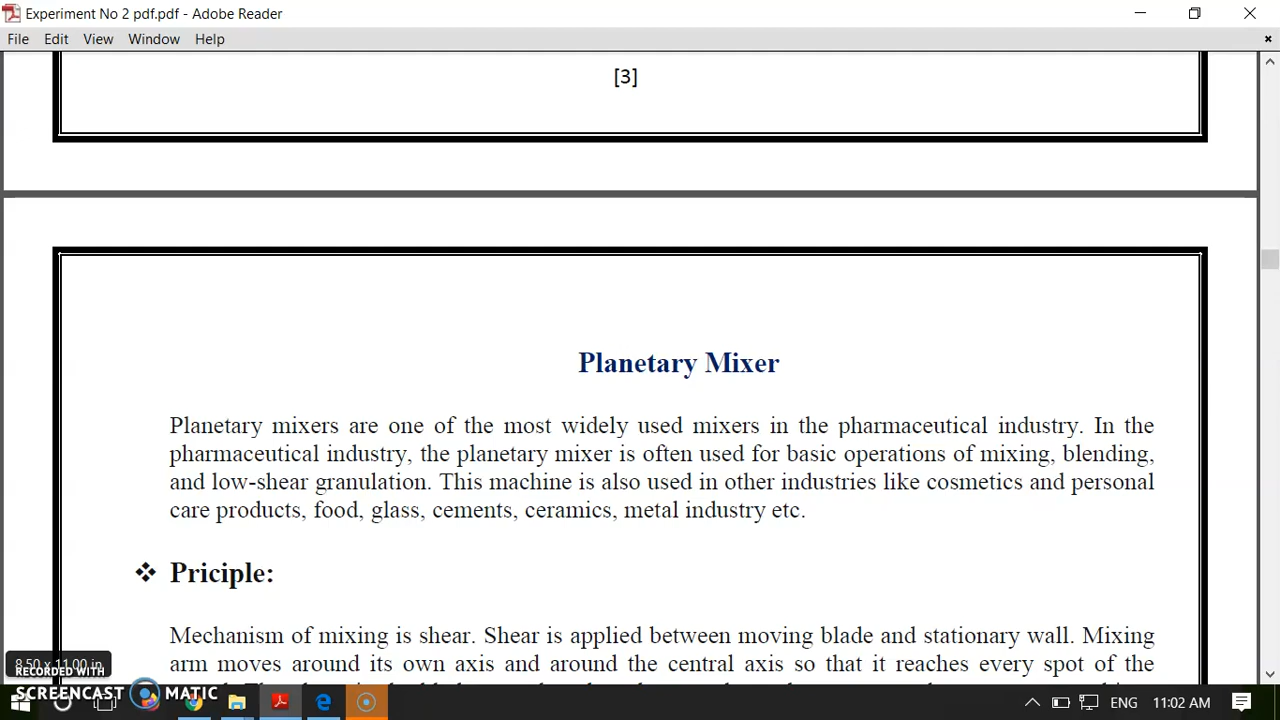 Experiment No 2 pdf.pdf - Adobe Reader
File Edit View Window Help
[3]
Planetary Mixer
Planetary mixers are one of the most widely used mixers in the pharmaceutical industry. In the
pharmaceutical industry, the planetary mixer is often used for basic operations of mixing, blending,
and low-shear granulation. This machine is also used in other industries like cosmetics and personal
care products, food, glass, cements, ceramics, metal industry etc.
❖ Priciple:
Mechanism of mixing is shear. Shear is applied between moving blade and stationary wall. Mixing
arm moves around its own axis and around the central axis so that it reaches every spot of the
8.50 x 11.00 in
RECORDED WITH
SCREENCAST MATIC
ENG 11:02 AM